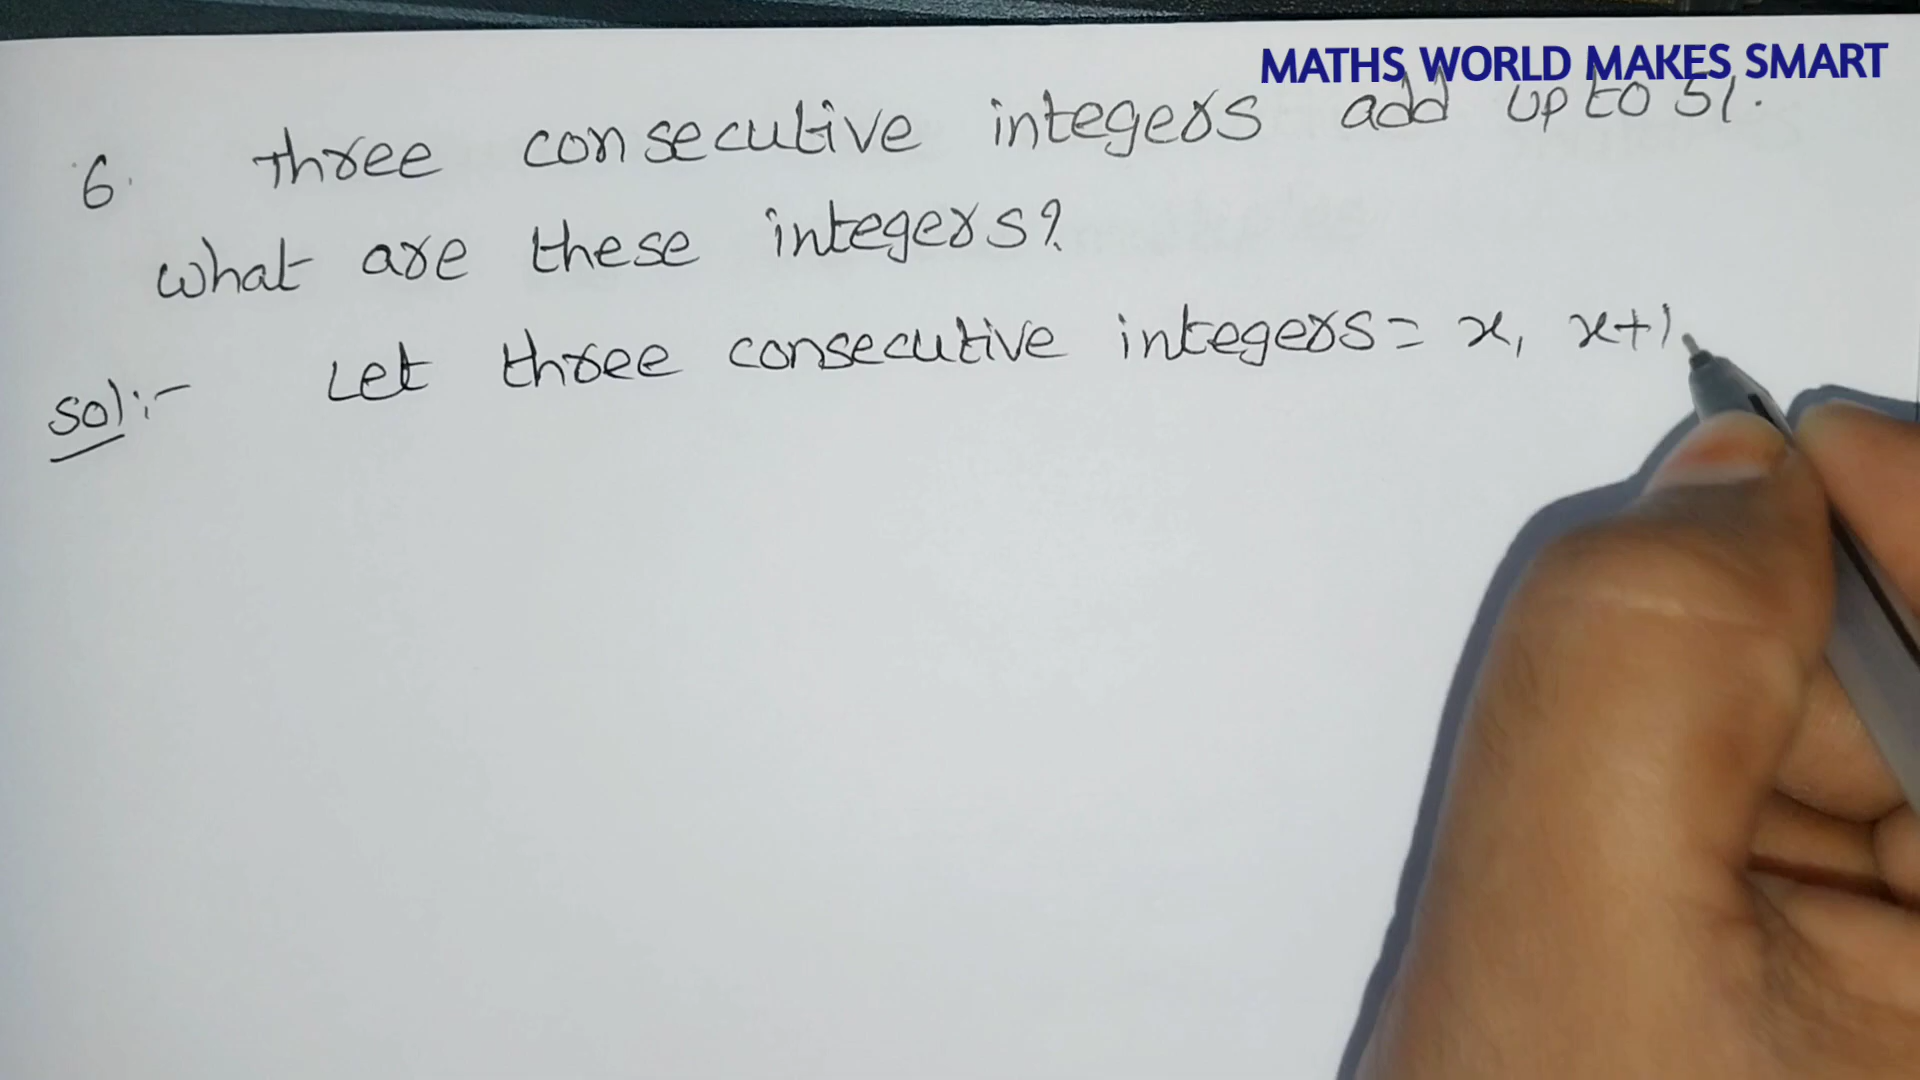 MATHS WORLD MAKES SMART
6. Three consecutive integers add up to 51.
What are these integers?
Sol:- Let three consecutive integers = x, x+1